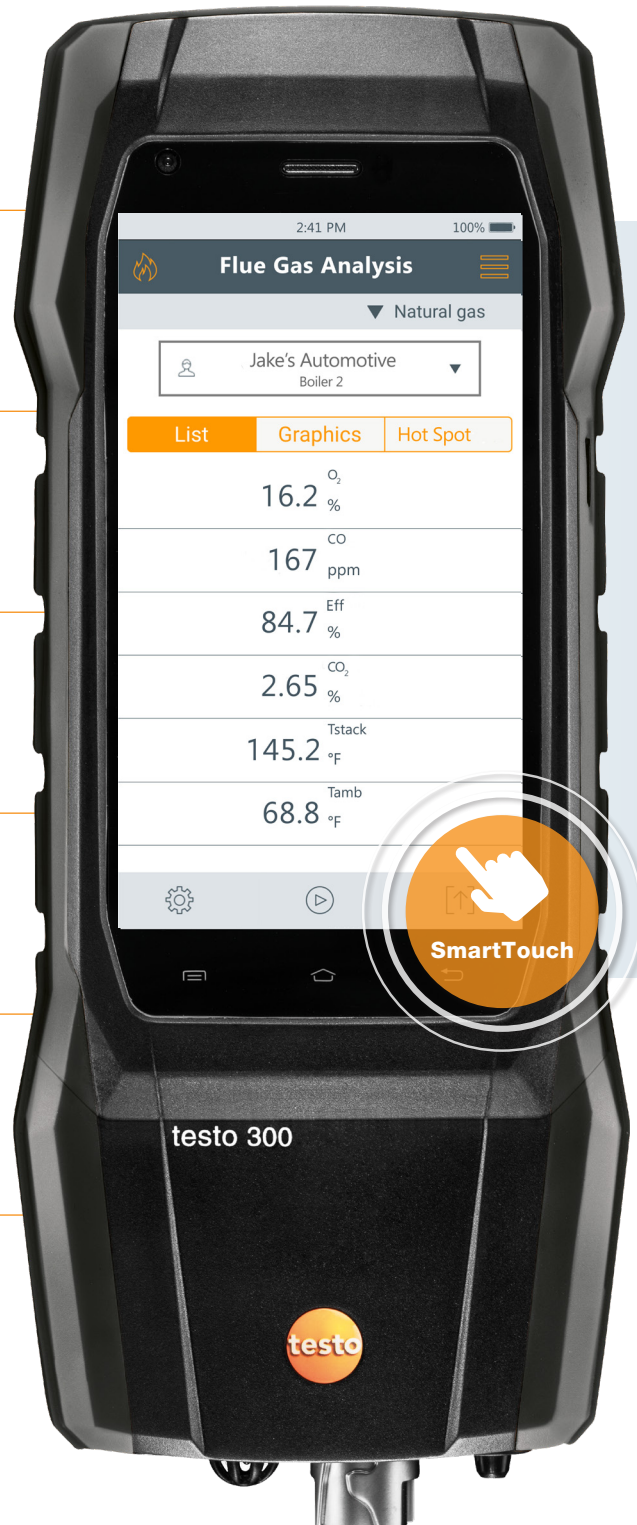 2:41 PM 100%
Flue Gas Analysis
Natural gas
Jake's Automotive
Boiler 2
List Graphics Hot Spot
16.2 O₂ %
167 CO ppm
84.7 Eff %
2.65 CO₂ %
145.2 Tstack °F
68.8 Tamb °F
SmartTouch
testo 300
testo